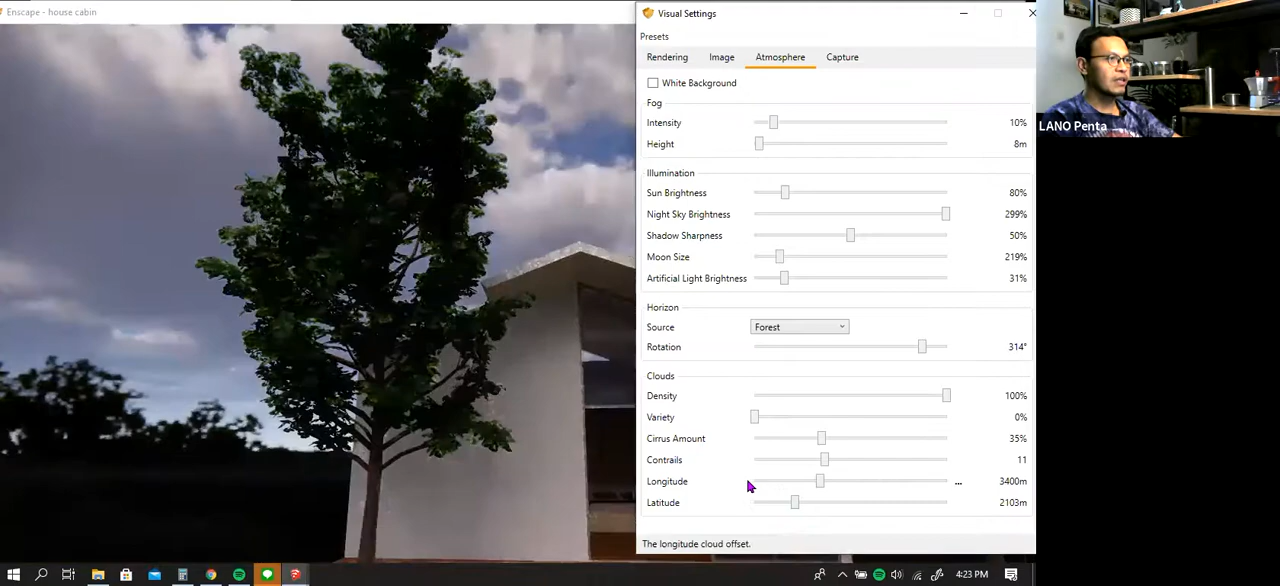 Enscape - house cabin
Visual Settings
Presets
Rendering Image Atmosphere Capture
White Background
Fog
Intensity 10%
Height 8m
Illumination
Sun Brightness 80%
Night Sky Brightness 299%
Shadow Sharpness 50%
Moon Size 219%
Artificial Light Brightness 31%
Horizon
Source Forest
Rotation 314°
Clouds
Density 100%
Variety 0%
Cirrus Amount 35%
Contrails 11
Longitude ... 3400m
Latitude 2103m
The longitude cloud offset.
LANO Penta
4:23 PM